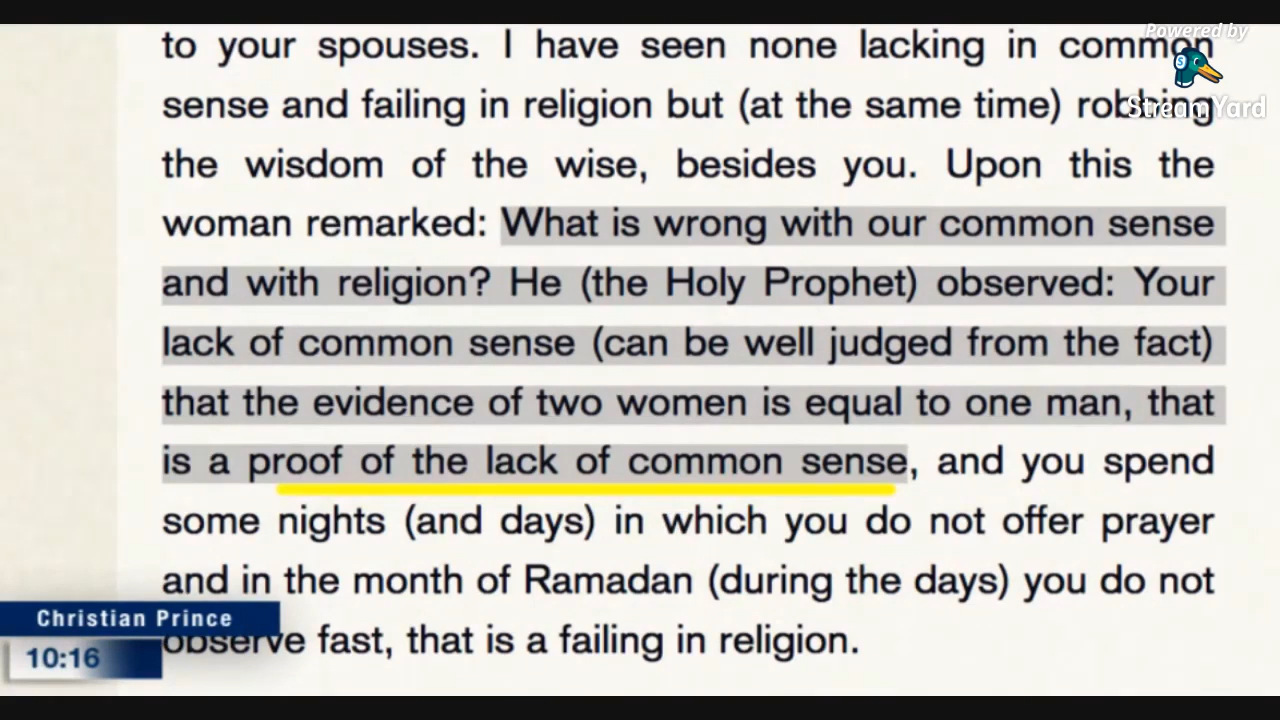 Powered by
StreamYard
to your spouses. I have seen none lacking in common
sense and failing in religion but (at the same time) robbing
the wisdom of the wise, besides you. Upon this the
woman remarked: What is wrong with our common sense
and with religion? He (the Holy Prophet) observed: Your
lack of common sense (can be well judged from the fact)
that the evidence of two women is equal to one man, that
is a proof of the lack of common sense, and you spend
some nights (and days) in which you do not offer prayer
and in the month of Ramadan (during the days) you do not
observe fast, that is a failing in religion.
Christian Prince
10:16